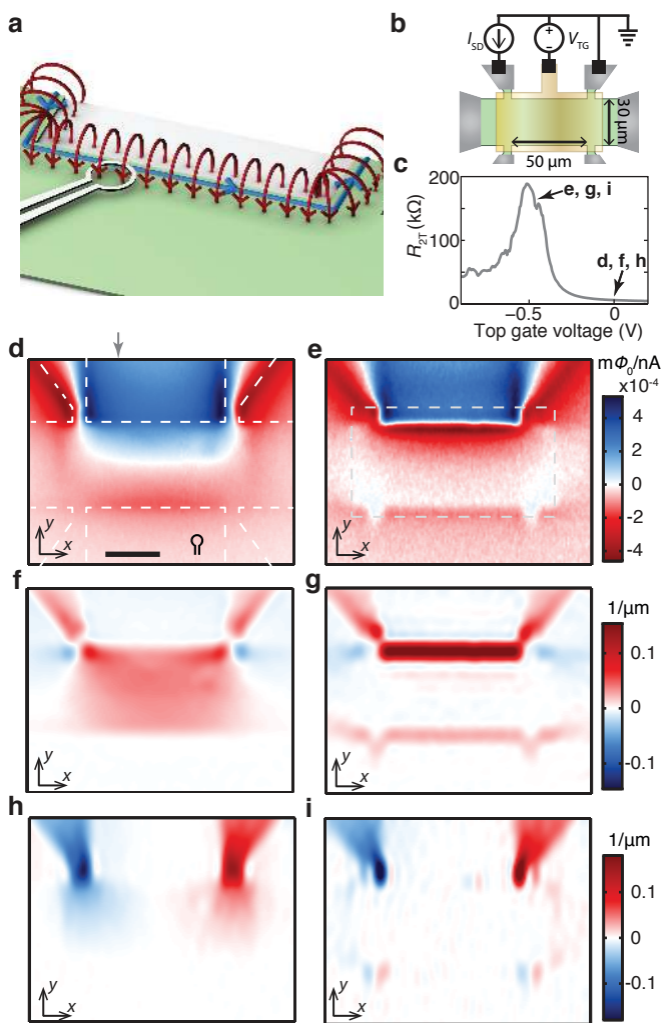 a
b
I_SD
V_TG
30 µm
50 µm
c
200
100
0
R_2T (kΩ)
e, g, i
d, f, h
−0.5
0
Top gate voltage (V)
d
e
mΦ₀/nA
x10⁻⁴
4
2
0
-2
-4
y
x
y
x
f
g
1/µm
0.1
0
-0.1
y
x
y
x
h
i
1/µm
0.1
0
-0.1
y
x
y
x